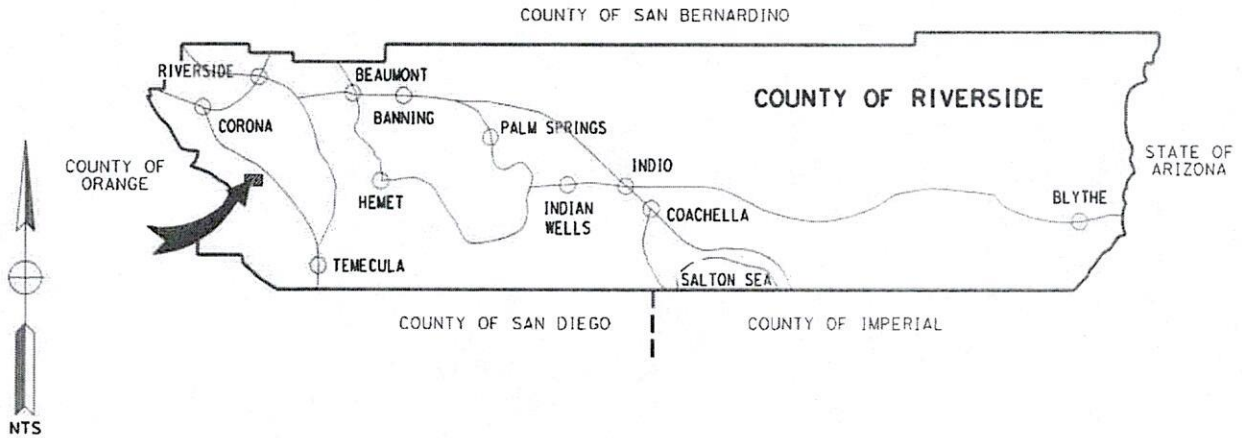 COUNTY OF SAN BERNARDINO
RIVERSIDE
BEAUMONT
COUNTY OF RIVERSIDE
CORONA
BANNING
PALM SPRINGS
COUNTY OF
ORANGE
INDIO
STATE OF
ARIZONA
HEMET
INDIAN
WELLS
COACHELLA
BLYTHE
TEMECULA
SALTON SEA
COUNTY OF SAN DIEGO
COUNTY OF IMPERIAL
NTS